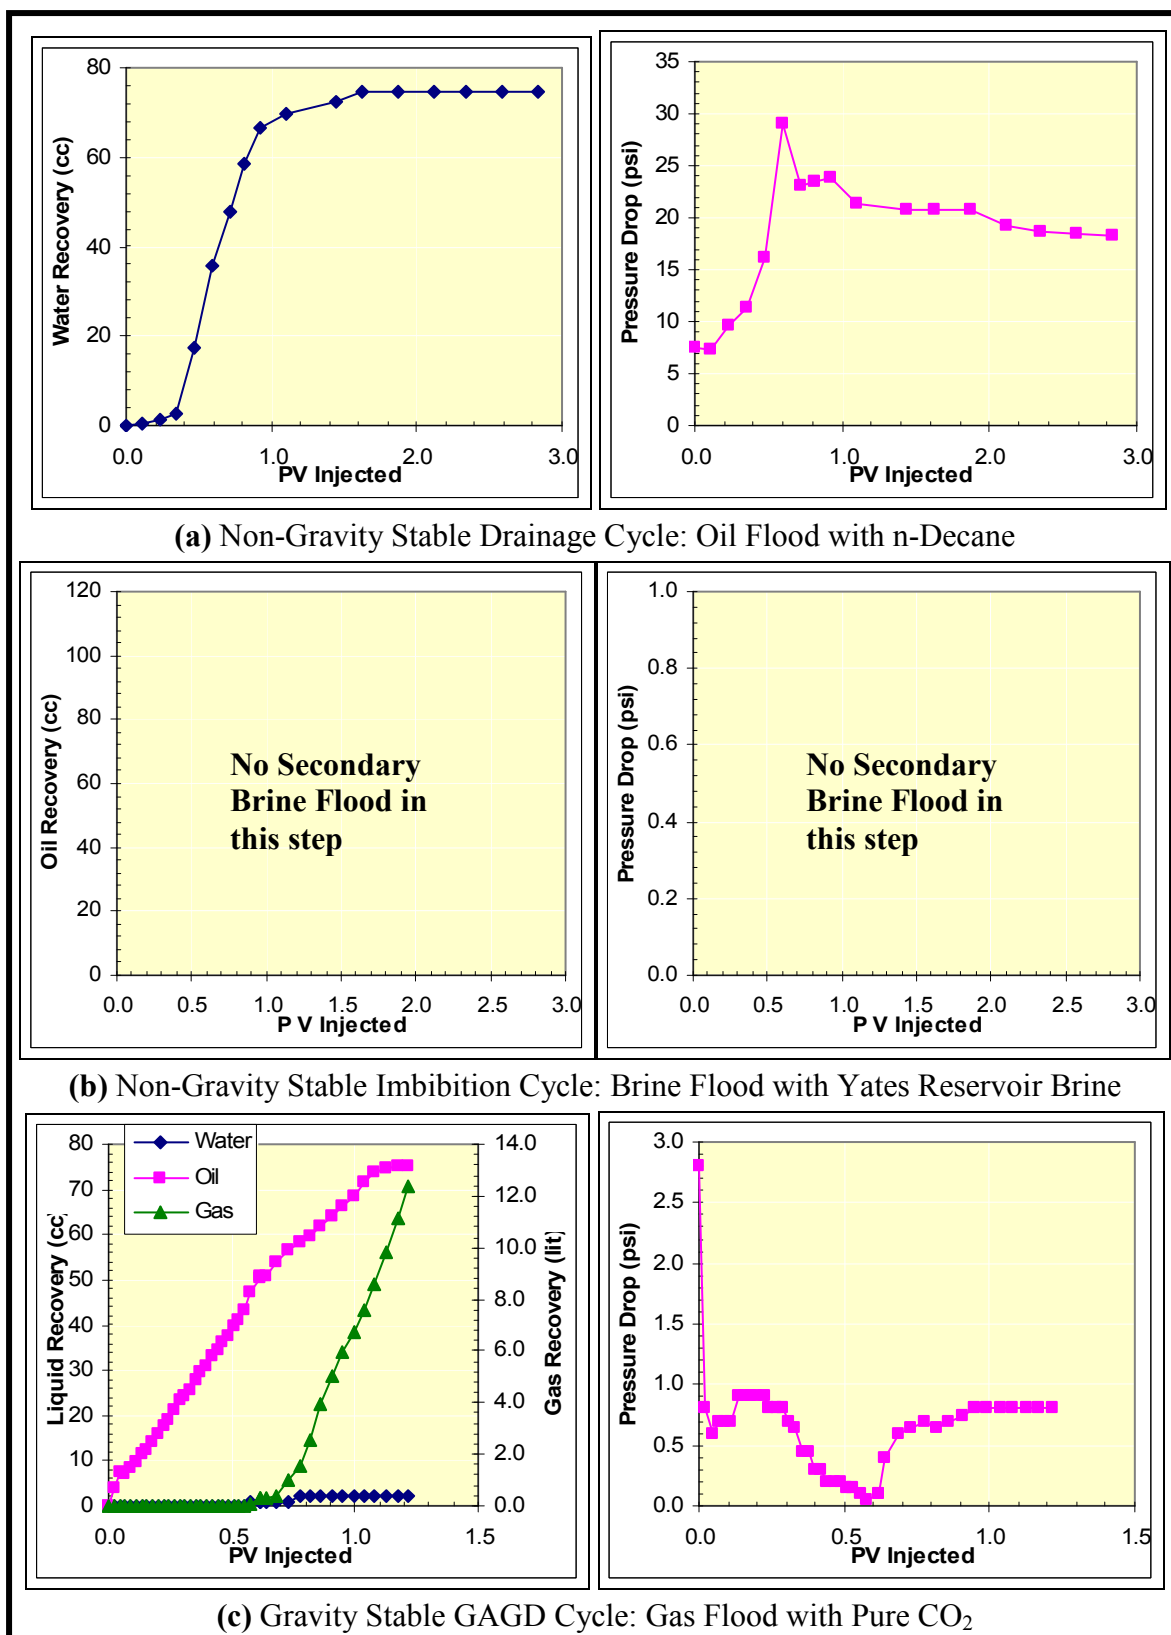 80
60
40
20
0
0.0 1.0 2.0 3.0
Water Recovery (cc)
PV Injected
35
30
25
20
15
10
5
0
0.0 1.0 2.0 3.0
Pressure Drop (psi)
PV Injected
(a) Non-Gravity Stable Drainage Cycle: Oil Flood with n-Decane
120
100
80
60
40
20
0
0.0 0.5 1.0 1.5 2.0 2.5 3.0
Oil Recovery (cc)
P V Injected
No Secondary
Brine Flood in
this step
1.0
0.8
0.6
0.4
0.2
0.0
0.0 0.5 1.0 1.5 2.0 2.5 3.0
Pressure Drop (psi)
P V Injected
No Secondary
Brine Flood in
this step
(b) Non-Gravity Stable Imbibition Cycle: Brine Flood with Yates Reservoir Brine
Water
Oil
Gas
80
70
60
50
40
30
20
10
0
14.0
12.0
10.0
8.0
6.0
4.0
2.0
0.0
0.0 0.5 1.0 1.5
Liquid Recovery (cc)
Gas Recovery (lit)
PV Injected
3.0
2.5
2.0
1.5
1.0
0.5
0.0
0.0 0.5 1.0 1.5
Pressure Drop (psi)
PV Injected
(c) Gravity Stable GAGD Cycle: Gas Flood with Pure CO₂